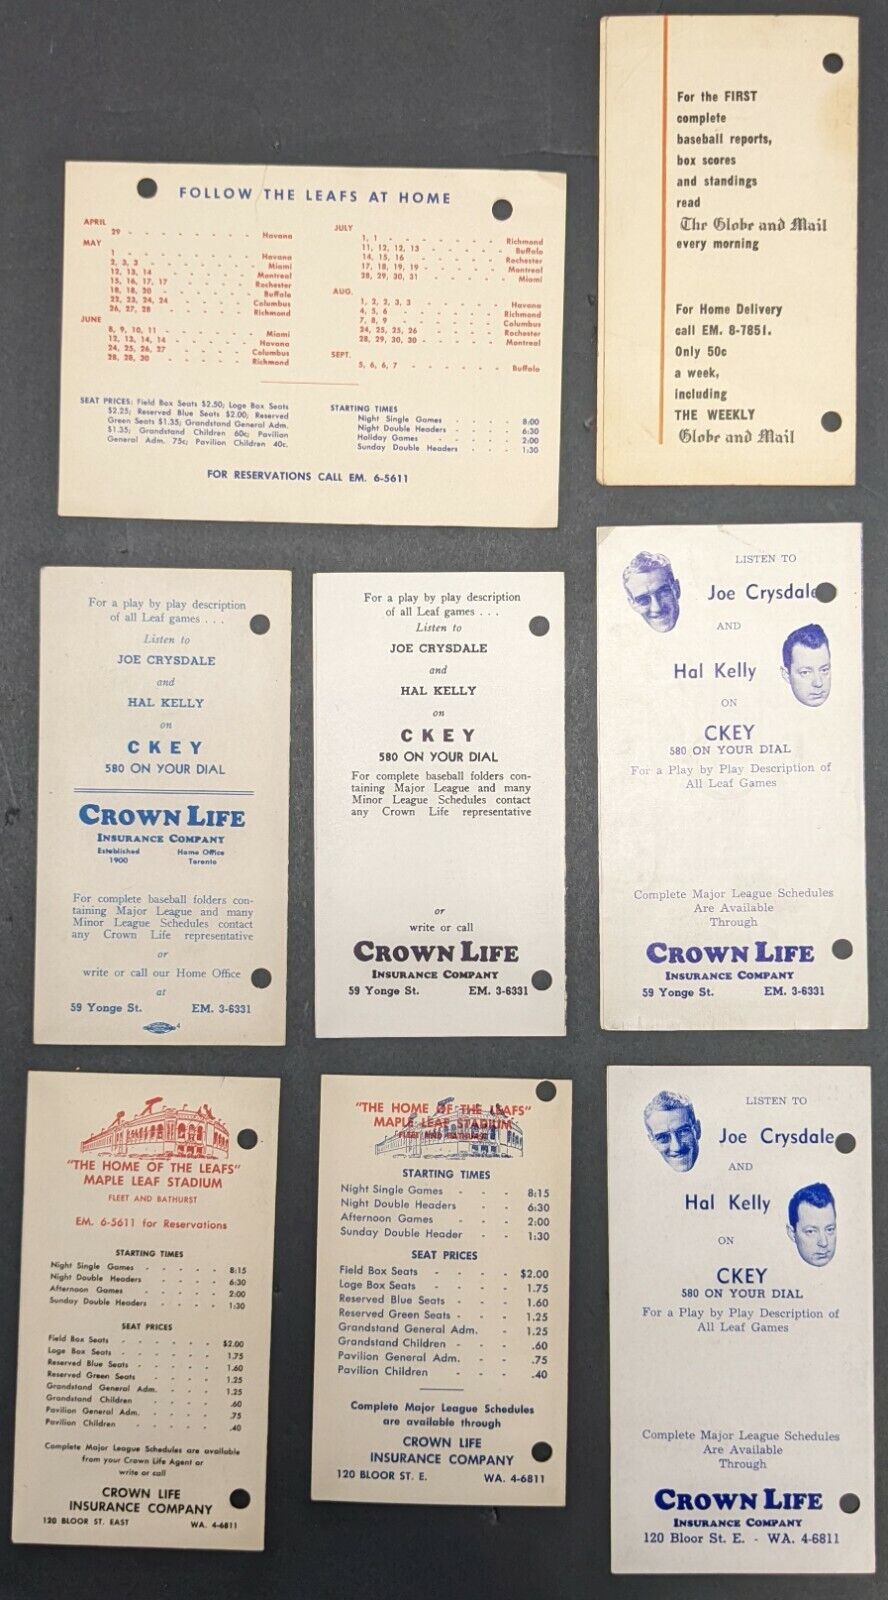 FOLLOW THE LEAFS AT HOME
APRIL
29 - - - - - - - Havana
MAY
1 - - - - - - - Havana
2, 3, 3 - - - - - - Miami
12, 13, 14 - - - - - Montreal
15, 16, 17, 17 - - - - Rochester
18, 18, 20 - - - - - Buffalo
22, 23, 24, 24 - - - - Columbus
26, 27, 28 - - - - - Richmond
JUNE
8, 9, 10, 11 - - - - - Miami
12, 13, 14, 14 - - - - Havana
24, 25, 26, 27 - - - - Columbus
28, 28, 30 - - - - - Richmond
JULY
1, 1 - - - - - - - Richmond
11, 12, 12, 13 - - - - Buffalo
14, 15, 16 - - - - - Rochester
17, 18, 19, 19 - - - - Montreal
28, 29, 30, 31 - - - - Miami
AUG.
1, 2, 2, 3, 3 - - - - Havana
4, 5, 6 - - - - - - Richmond
7, 8, 9 - - - - - - Columbus
24, 25, 25, 26 - - - - Rochester
28, 29, 30, 30 - - - - Montreal
SEPT.
5, 6, 6, 7 - - - - - - Buffalo
SEAT PRICES: Field Box Seats $2.50; Loge Box Seats
$2.25; Reserved Blue Seats $2.00; Reserved
Green Seats $1.35; Grandstand General Adm.
$1.35; Grandstand Children 60c; Pavilion
General Adm. 75c; Pavilion Children 40c.
STARTING TIMES
Night Single Games - - - 8:00
Night Double Headers - - - 6:30
Holiday Games - - - 2:00
Sunday Double Headers - - - 1:30
FOR RESERVATIONS CALL EM. 6-5611
For the FIRST
complete
baseball reports,
box scores
and standings
read
The Globe and Mail
every morning
For Home Delivery
call EM. 8-7851.
Only 50c
a week,
including
THE WEEKLY
Globe and Mail
For a play by play description
of all Leaf games . . .
Listen to
JOE CRYSDALE
and
HAL KELLY
on
CKEY
580 ON YOUR DIAL
CROWN LIFE
INSURANCE COMPANY
Established 1900
Home Office Toronto
For complete baseball folders con-
taining Major League and many
Minor League Schedules contact
any Crown Life representative
or
write or call our Home Office
at
59 Yonge St. EM. 3-6331
4
For a play by play description
of all Leaf games . . .
Listen to
JOE CRYSDALE
and
HAL KELLY
on
CKEY
580 ON YOUR DIAL
For complete baseball folders con-
taining Major League and many
Minor League Schedules contact
any Crown Life representative
or
write or call
CROWN LIFE
INSURANCE COMPANY
59 Yonge St. EM. 3-6331
LISTEN TO
Joe Crysdale
AND
Hal Kelly
ON
CKEY
580 ON YOUR DIAL
For a Play by Play Description of
All Leaf Games
Complete Major League Schedules
Are Available
Through
CROWN LIFE
INSURANCE COMPANY
59 Yonge St. EM. 3-6331
"THE HOME OF THE LEAFS"
MAPLE LEAF STADIUM
FLEET AND BATHURST
EM. 6-5611 for Reservations
STARTING TIMES
Night Single Games - - - - 8:15
Night Double Headers - - - - 6:30
Afternoon Games - - - - 2:00
Sunday Double Headers - - - - 1:30
SEAT PRICES
Field Box Seats - - - - - $2.00
Loge Box Seats - - - - - 1.75
Reserved Blue Seats - - - - 1.60
Reserved Green Seats - - - - 1.25
Grandstand General Adm. - - - 1.25
Grandstand Children - - - - .60
Pavilion General Adm. - - - - .75
Pavilion Children - - - - - .40
Complete Major League Schedules are available
from your Crown Life Agent or
write or call
CROWN LIFE
INSURANCE COMPANY
120 BLOOR ST. EAST WA. 4-6811
"THE HOME OF THE LEAFS"
MAPLE LEAF STADIUM
FLEET AND BATHURST
STARTING TIMES
Night Single Games - - - 8:15
Night Double Headers - - - 6:30
Afternoon Games - - - 2:00
Sunday Double Header - - - 1:30
SEAT PRICES
Field Box Seats - - - - $2.00
Loge Box Seats - - - - 1.75
Reserved Blue Seats - - - 1.60
Reserved Green Seats - - - 1.25
Grandstand General Adm. - - 1.25
Grandstand Children - - - .60
Pavilion General Adm. - - - .75
Pavilion Children - - - .40
Complete Major League Schedules
are available through
CROWN LIFE
INSURANCE COMPANY
120 BLOOR ST. E. WA. 4-6811
LISTEN TO
Joe Crysdale
AND
Hal Kelly
ON
CKEY
580 ON YOUR DIAL
For a Play by Play Description of
All Leaf Games
Complete Major League Schedules
Are Available
Through
CROWN LIFE
INSURANCE COMPANY
120 Bloor St. E. - WA. 4-6811